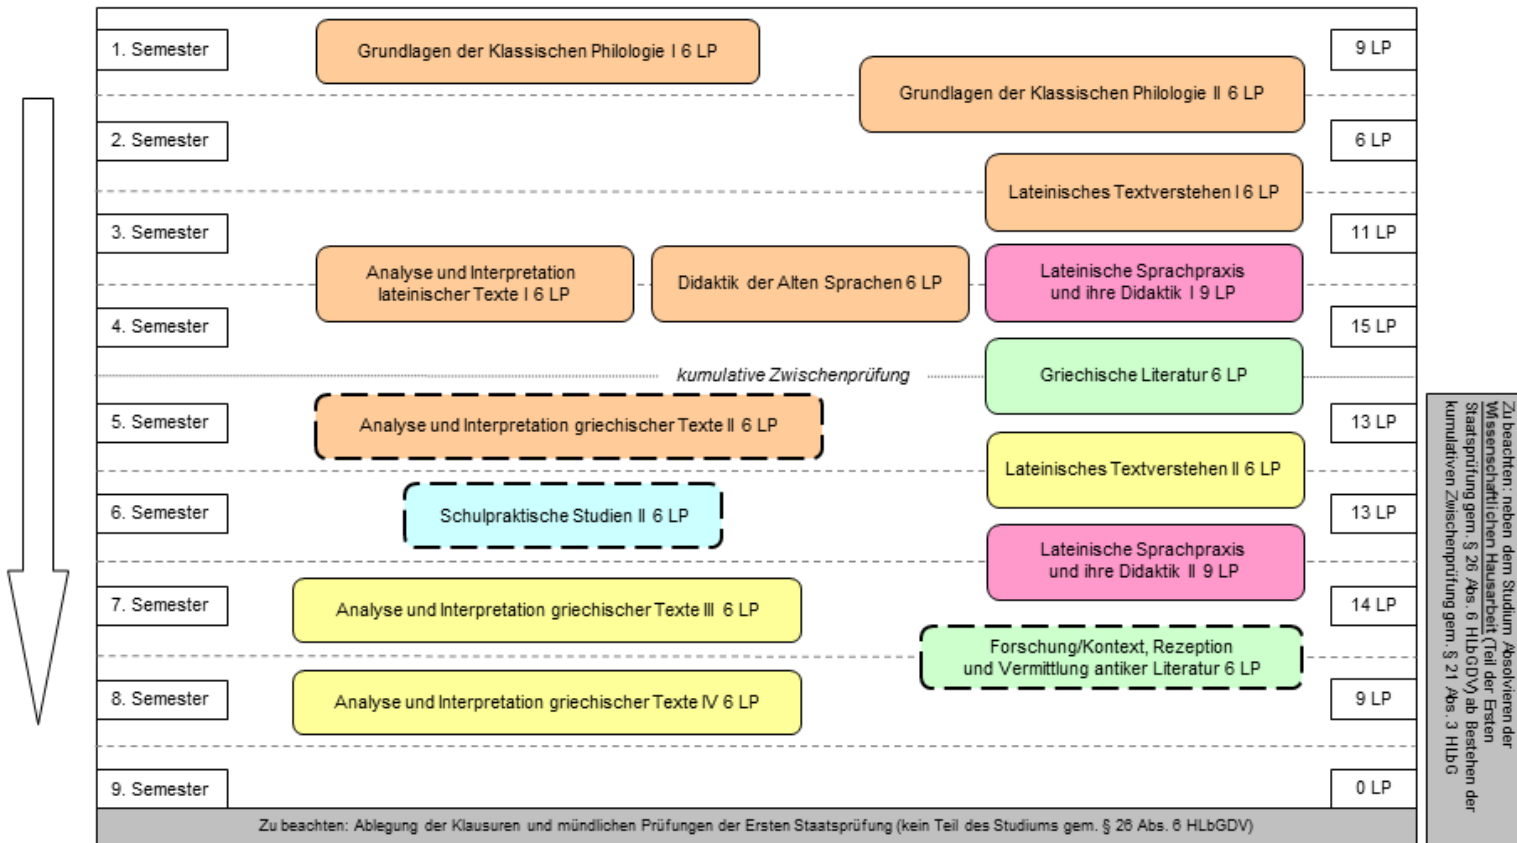 1. Semester
Grundlagen der Klassischen Philologie I 6 LP
9 LP
Grundlagen der Klassischen Philologie II 6 LP
2. Semester
6 LP
Lateinisches Textverstehen I 6 LP
3. Semester
11 LP
Analyse und Interpretation
lateinischer Texte I 6 LP
Didaktik der Alten Sprachen 6 LP
Lateinische Sprachpraxis
und ihre Didaktik I 9 LP
4. Semester
15 LP
kumulative Zwischenprüfung
Griechische Literatur 6 LP
5. Semester
Analyse und Interpretation griechischer Texte II 6 LP
13 LP
Lateinisches Textverstehen II 6 LP
6. Semester
Schulpraktische Studien II 6 LP
13 LP
Lateinische Sprachpraxis
und ihre Didaktik II 9 LP
7. Semester
Analyse und Interpretation griechischer Texte III 6 LP
14 LP
Forschung/Kontext, Rezeption
und Vermittlung antiker Literatur 6 LP
8. Semester
Analyse und Interpretation griechischer Texte IV 6 LP
9 LP
9. Semester
0 LP
Zu beachten: Ablegung der Klausuren und mündlichen Prüfungen der Ersten Staatsprüfung (kein Teil des Studiums gem. § 26 Abs. 6 HLbGDV)
Zu beachten: neben dem Studium Absolvieren der
Wissenschaftlichen Hausarbeit (Teil der Ersten
Staatsprüfung gem. § 26 Abs. 6 HLbGDV) ab Bestehen der
kumulativen Zwischenprüfung gem. § 21 Abs. 3 HLbG